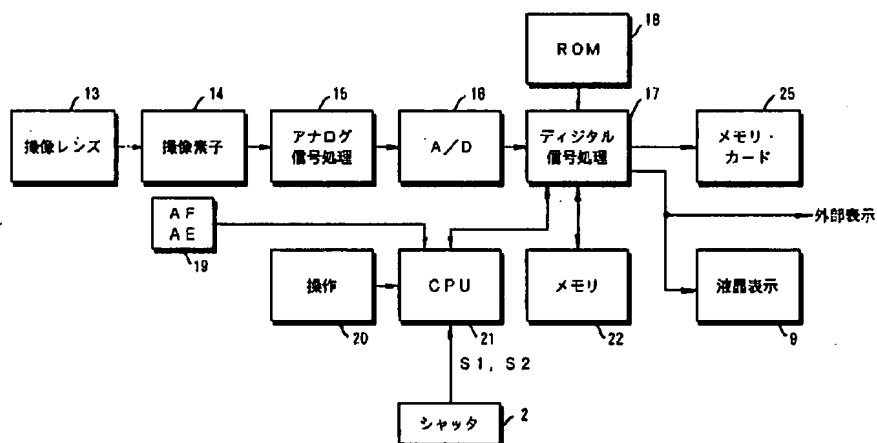 18
ROM
13
14
15
16
17
25
撮像レンズ
撮像素子
アナログ
信号処理
A/D
ディジタル
信号処理
メモリ・
カード
外部表示
AF
AE
19
操作
CPU
メモリ
液晶表示
20
21
22
9
S1, S2
シャッタ
2